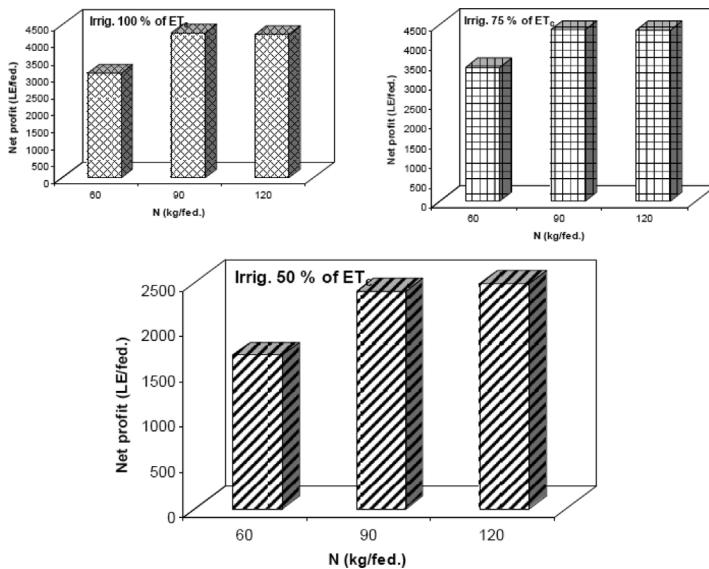 Irrig. 100 % of ETc
Net profit (LE/fed.)
4500
4000
3500
3000
2500
2000
1500
1000
500
0
60 90 120
N (kg/fed.)
Irrig. 75 % of ETc
Net profit (LE/fed.)
4500
4000
3500
3000
2500
2000
1500
1000
500
0
60 90 120
N (kg/fed.)
Irrig. 50 % of ETc
Net profit (LE/fed.)
2500
2000
1500
1000
500
0
60 90 120
N (kg/fed.)